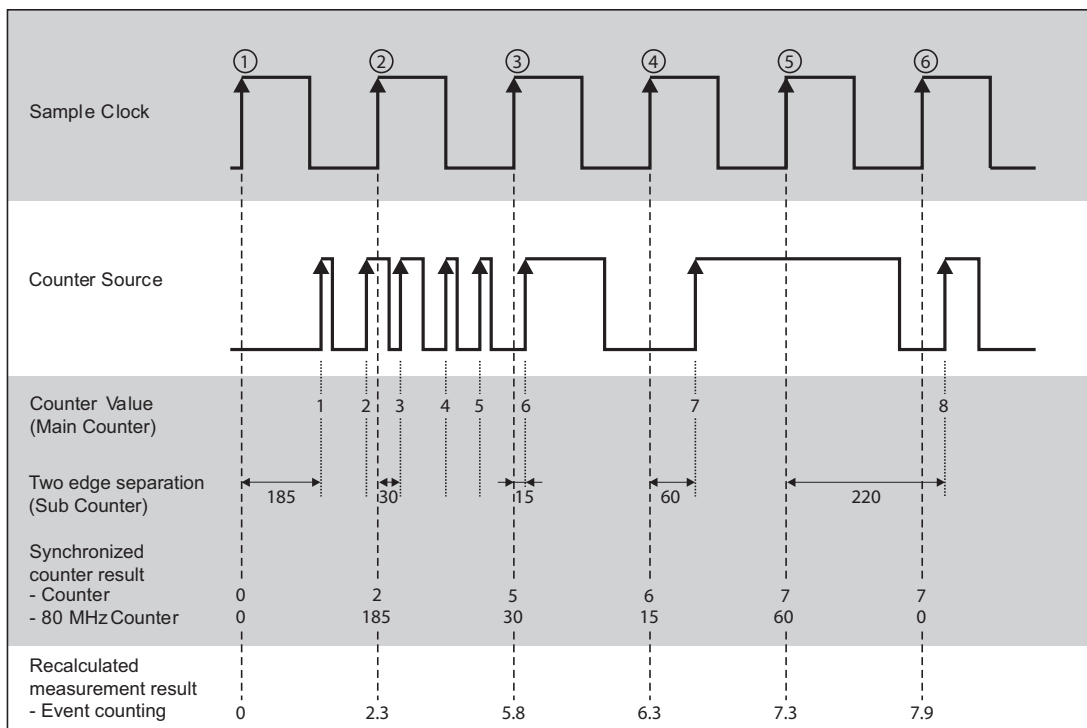 ① ② ③ ④ ⑤ ⑥
Sample Clock
Counter Source
Counter Value
(Main Counter)
1 2 3 4 5 6 7 8
Two edge separation
(Sub Counter)
185 30 15 60 220
Synchronized
counter result
- Counter 0 2 5 6 7 7
- 80 MHz Counter 0 185 30 15 60 0
Recalculated
measurement result
- Event counting 0 2.3 5.8 6.3 7.3 7.9